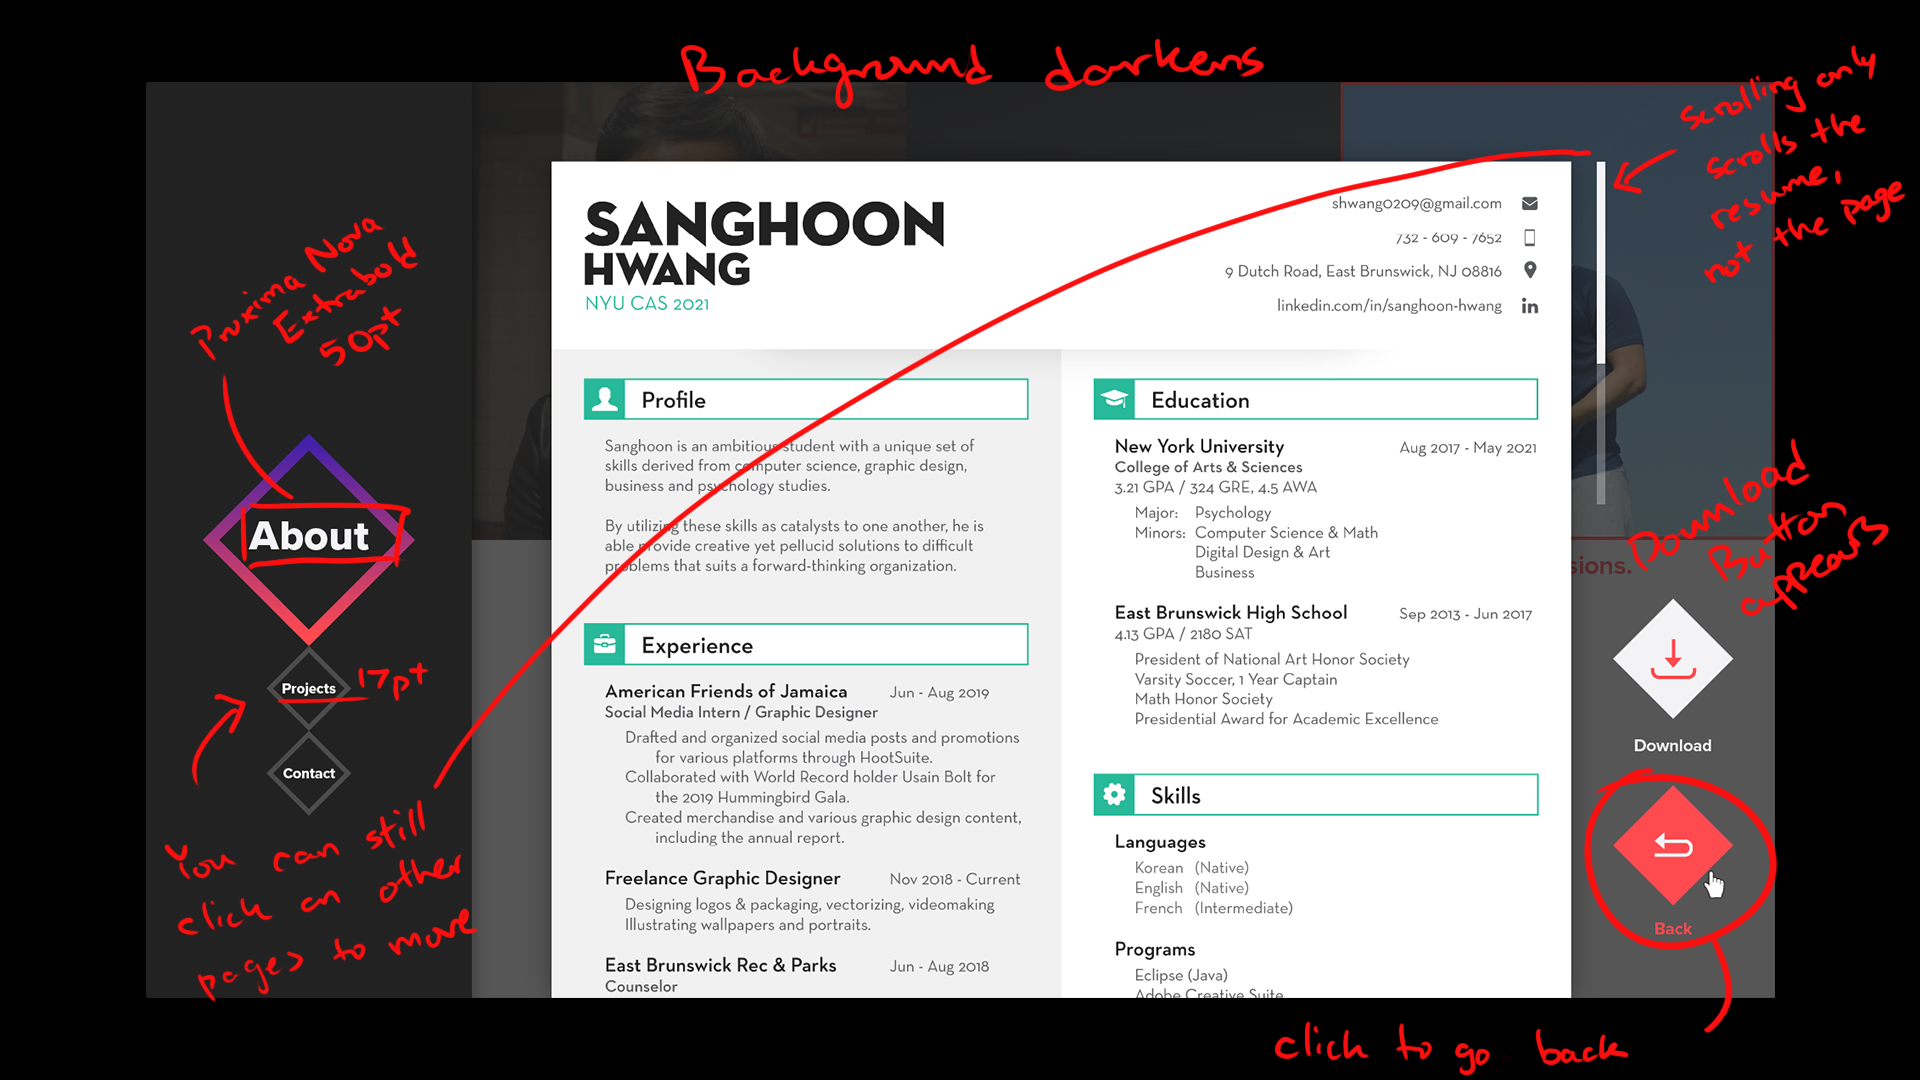 Background darkens
scrolling only
scrolls the
resume,
not the page
Proxima Nova
Extrabold
50pt
About
Projects
17pt
Contact
You can still
click on other
pages to move
SANGHOON
HWANG
NYU CAS 2021
shwang0209@gmail.com
732 - 609 - 7652
9 Dutch Road, East Brunswick, NJ 08816
linkedin.com/in/sanghoon-hwang
in
Profile
Sanghoon is an ambitious student with a unique set of
skills derived from computer science, graphic design,
business and psychology studies.
By utilizing these skills as catalysts to one another, he is
able provide creative yet pellucid solutions to difficult
problems that suits a forward-thinking organization.
Experience
American Friends of Jamaica Jun - Aug 2019
Social Media Intern / Graphic Designer
Drafted and organized social media posts and promotions
for various platforms through HootSuite.
Collaborated with World Record holder Usain Bolt for
the 2019 Hummingbird Gala.
Created merchandise and various graphic design content,
including the annual report.
Freelance Graphic Designer Nov 2018 - Current
Designing logos & packaging, vectorizing, videomaking
Illustrating wallpapers and portraits.
East Brunswick Rec & Parks Jun - Aug 2018
Counselor
Education
New York University Aug 2017 - May 2021
College of Arts & Sciences
3.21 GPA / 324 GRE, 4.5 AWA
Major: Psychology
Minors: Computer Science & Math
Digital Design & Art
Business
East Brunswick High School Sep 2013 - Jun 2017
4.13 GPA / 2180 SAT
President of National Art Honor Society
Varsity Soccer, 1 Year Captain
Math Honor Society
Presidential Award for Academic Excellence
Skills
Languages
Korean (Native)
English (Native)
French (Intermediate)
Programs
Eclipse (Java)
Adobe Creative Suite
sions.
Download
Button
appears
Download
Back
click to go back